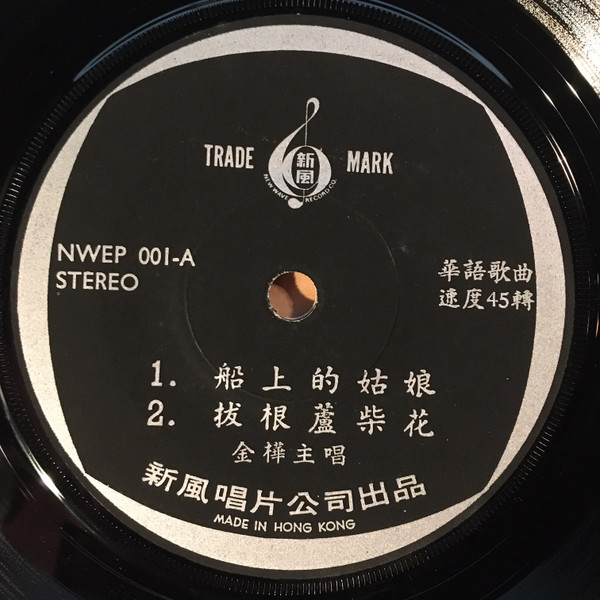 TRADE MARK
新風
NEW WAVE RECORD CO.
NWEP 001-A
STEREO
華語歌曲
速度45轉
1. 船上的姑娘
2. 拔根蘆柴花
金樺主唱
新風唱片公司出品
MADE IN HONG KONG